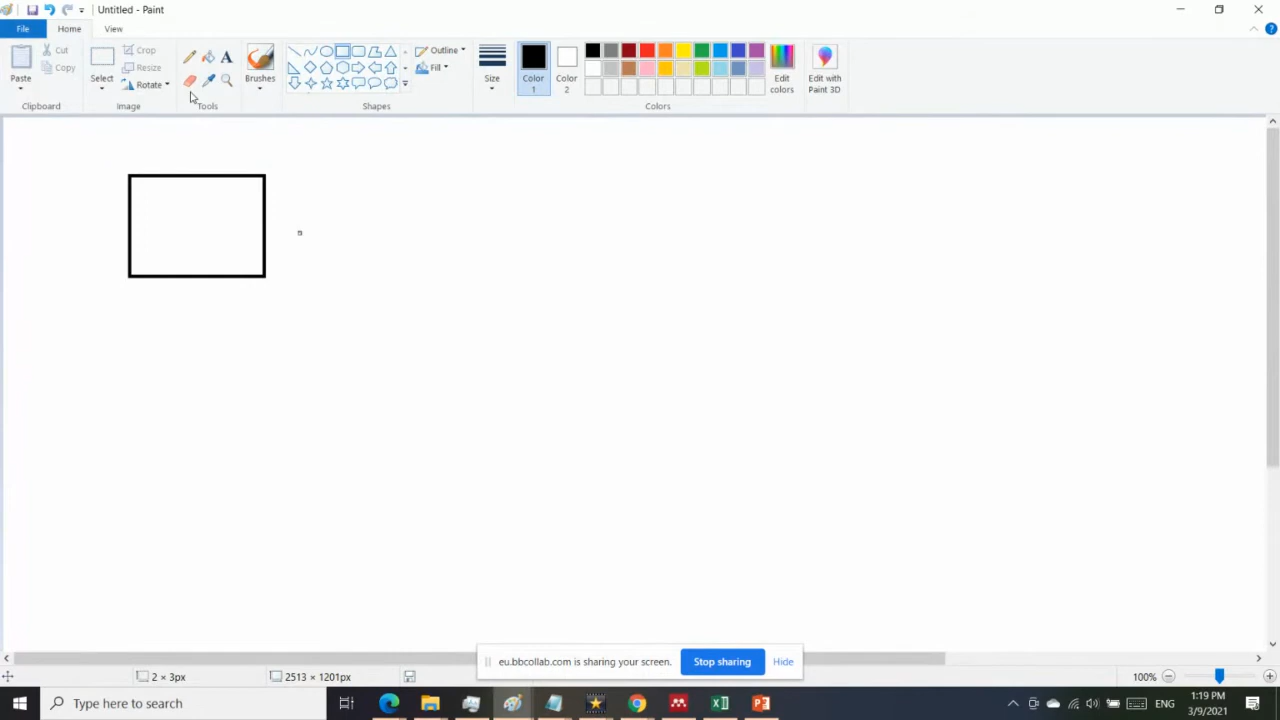 Untitled - Paint
File Home View
Paste
Cut
Copy
Clipboard
Select
Crop
Resize
Rotate
Image
A
Tools
Brushes
Shapes
Outline
Fill
Size
Color 1
Color 2
Colors
Edit colors
Edit with Paint 3D
eu.bbcollab.com is sharing your screen. Stop sharing Hide
2 × 3px 2513 × 1201px 100%
Type here to search
ENG
1:19 PM
3/9/2021